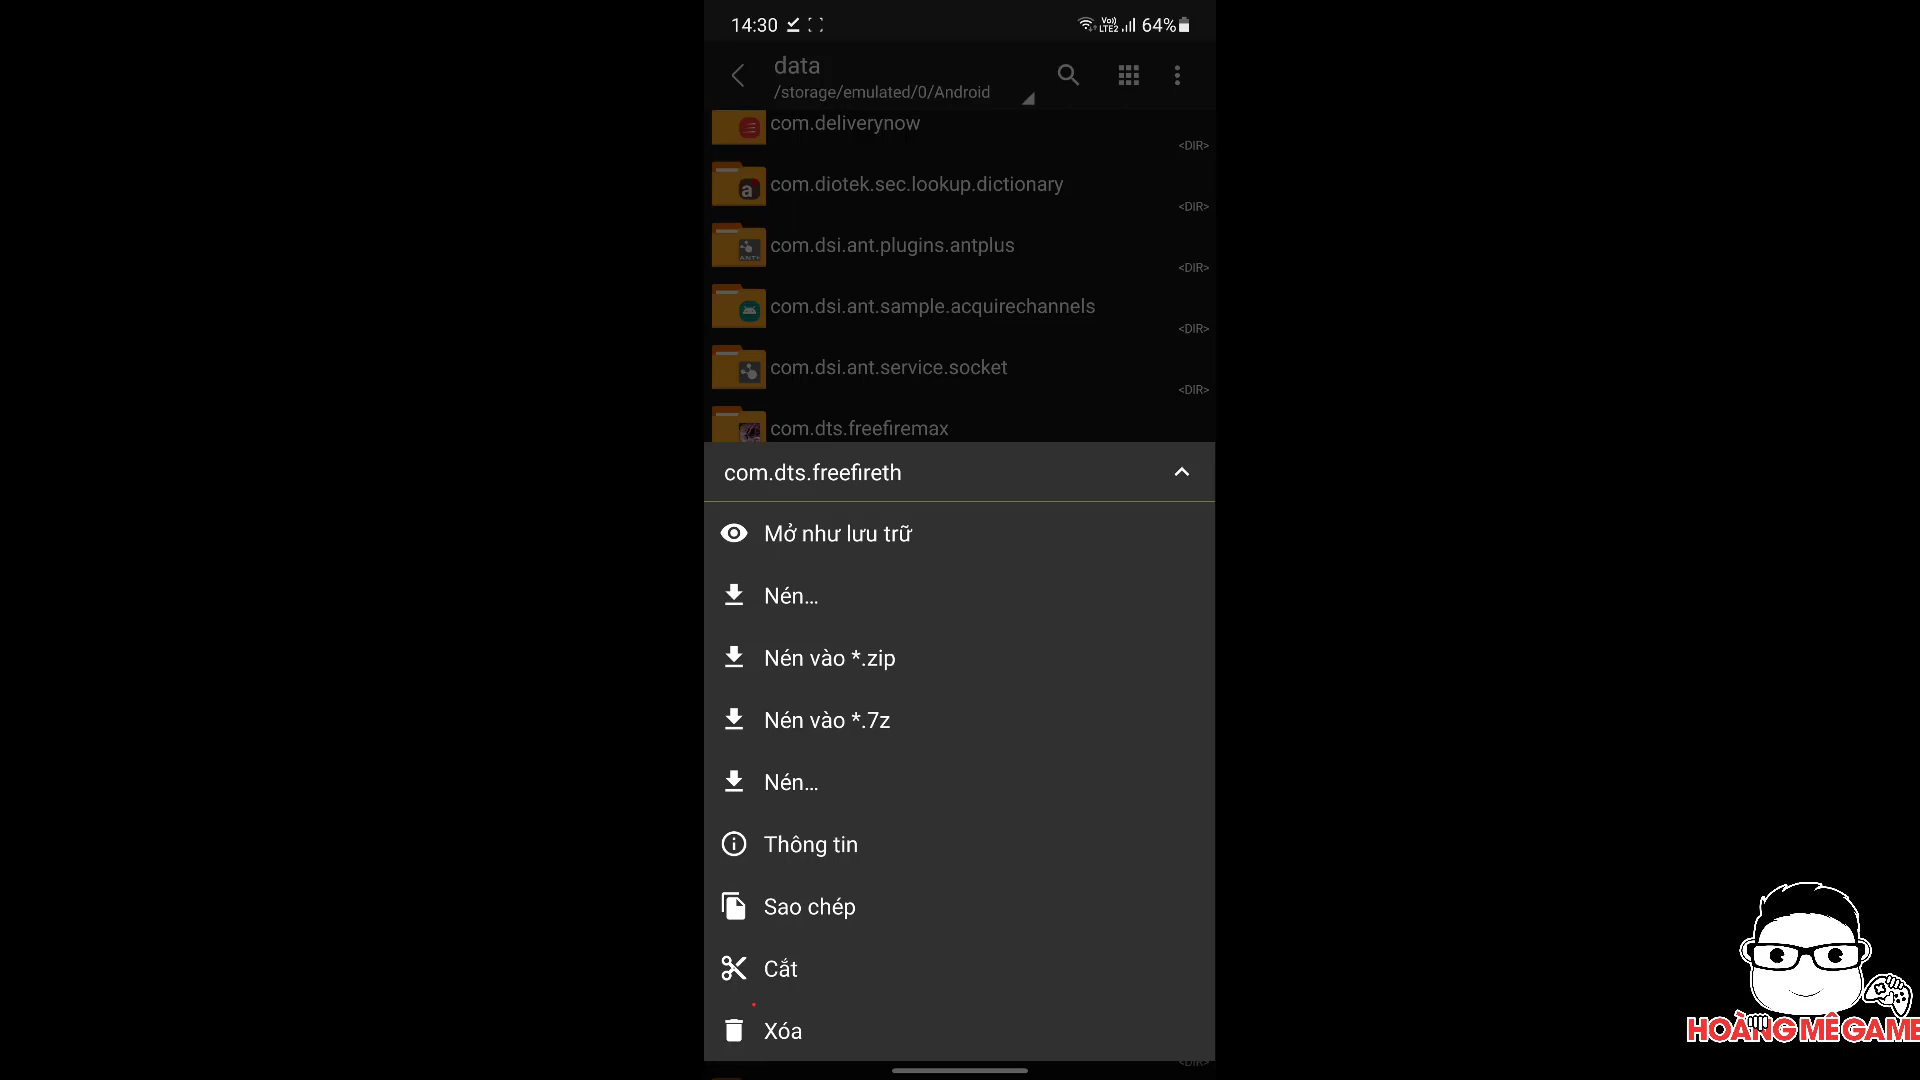 14:30
Vo)) LTE2 64%
data
/storage/emulated/0/Android
com.deliverynow
<DIR>
com.diotek.sec.lookup.dictionary
<DIR>
com.dsi.ant.plugins.antplus
<DIR>
com.dsi.ant.sample.acquirechannels
<DIR>
com.dsi.ant.service.socket
<DIR>
com.dts.freefiremax
com.dts.freefireth
Mở như lưu trữ
Nén...
Nén vào *.zip
Nén vào *.7z
Nén...
Thông tin
Sao chép
Cắt
Xóa
<DIR>
HOÀNG MÊ GAME